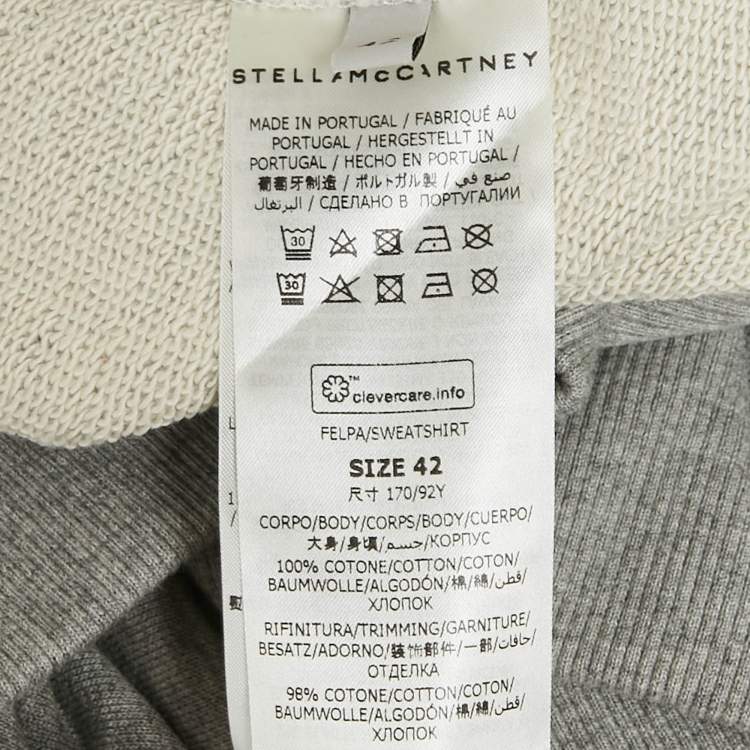 STELLA McCARTNEY
MADE IN PORTUGAL / FABRIQUÉ AU
PORTUGAL / HERGESTELLT IN
PORTUGAL / HECHO EN PORTUGAL /
葡萄牙制造 / ポルトガル製 / صنع في
البرتغال / СДЕЛАНО В ПОРТУГАЛИИ
30
30
™
clevercare.info
FELPA/SWEATSHIRT
SIZE 42
尺寸 170/92Y
CORPO/BODY/CORPS/BODY/CUERPO/
大身/身頃/جسم/КОРПУС
100% COTONE/COTTON/COTON/
BAUMWOLLE/ALGODÓN/棉/綿/قطن/
ХЛОПОК
RIFINITURA/TRIMMING/GARNITURE/
BESATZ/ADORNO/装饰部件/一部/حافات/
ОТДЕЛКА
98% COTONE/COTTON/COTON/
BAUMWOLLE/ALGODÓN/棉/綿/قطن/
ХЛОПОК